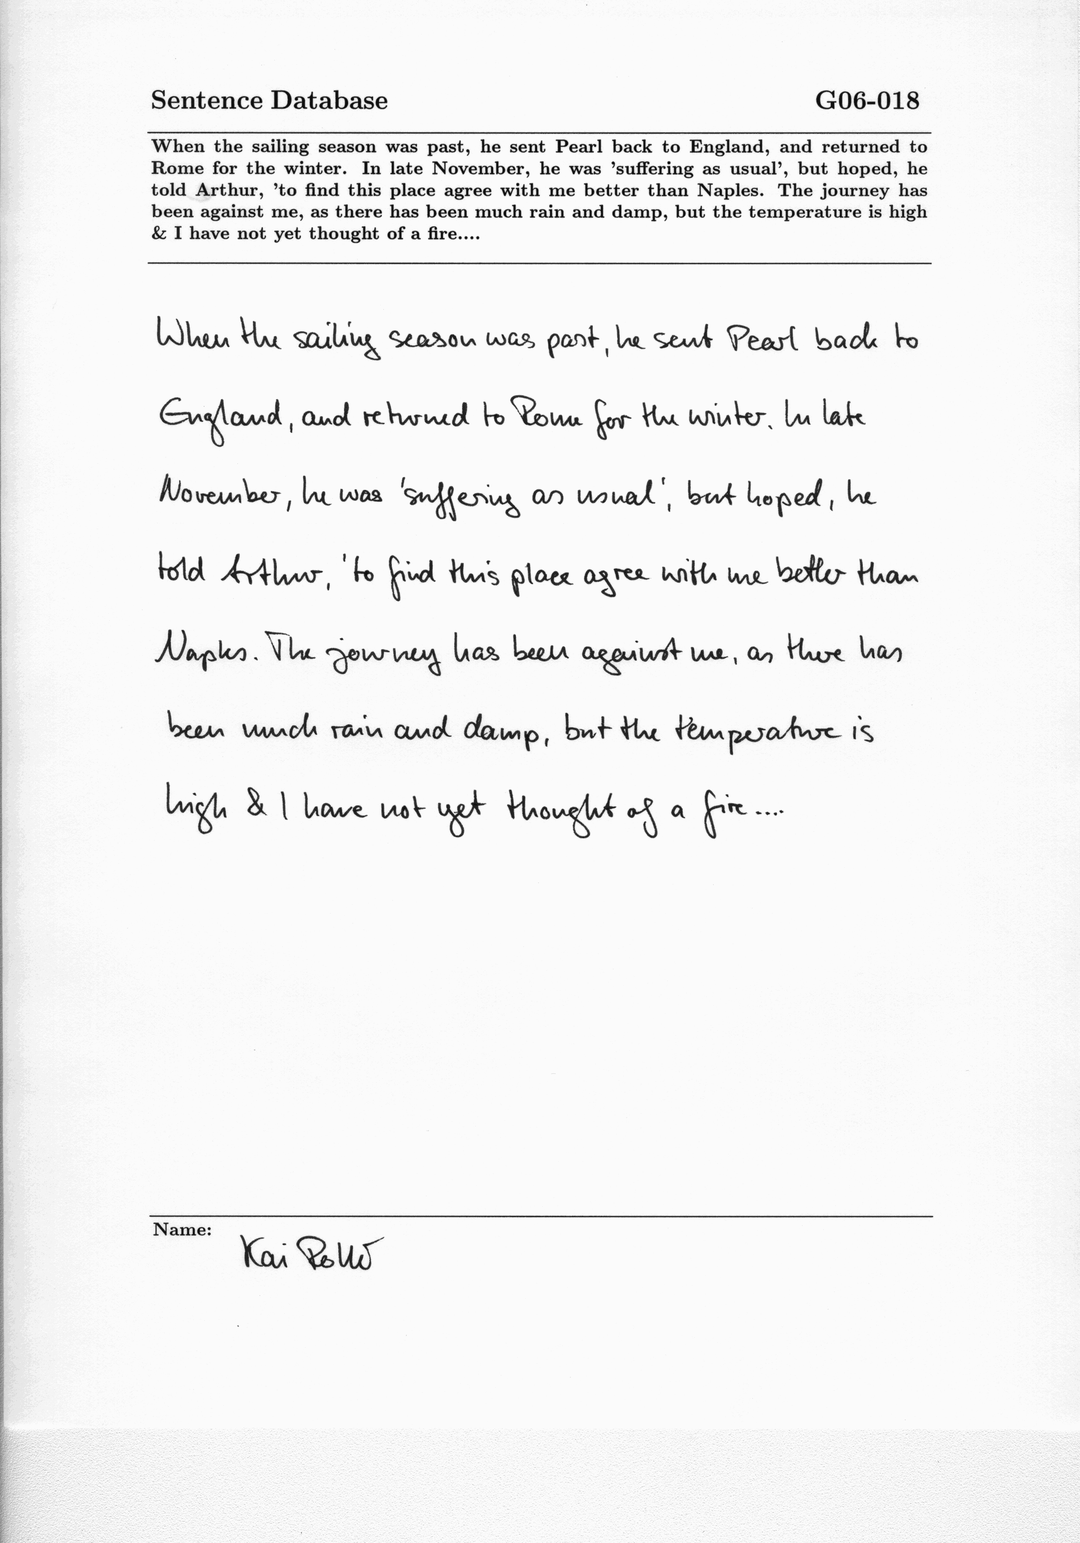 Sentence Database G06-018
When the sailing season was past, he sent Pearl back to England, and returned to
Rome for the winter. In late November, he was 'suffering as usual', but hoped, he
told Arthur, 'to find this place agree with me better than Naples. The journey has
been against me, as there has been much rain and damp, but the temperature is high
& I have not yet thought of a fire....
When the sailing season was past, he sent Pearl back to
England, and returned to Rome for the winter. In late
November, he was 'suffering as usual', but hoped, he
told Arthur, 'to find this place agree with me better than
Naples. The journey has been against me, as there has
been much rain and damp, but the temperature is
high & I have not yet thought of a fire....
Name:
Kai